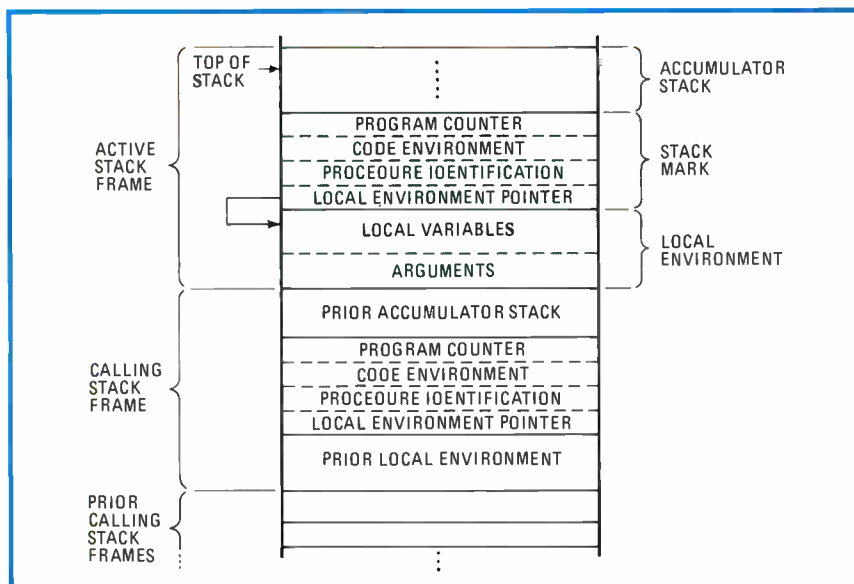 TOP OF
STACK
ACCUMULATOR
STACK
ACTIVE
STACK
FRAME
PROGRAM COUNTER
CODE ENVIRONMENT
PROCEDURE IDENTIFICATION
LOCAL ENVIRONMENT POINTER
STACK
MARK
LOCAL VARIABLES
ARGUMENTS
LOCAL
ENVIRONMENT
PRIOR ACCUMULATOR STACK
CALLING
STACK
FRAME
PROGRAM COUNTER
CODE ENVIRONMENT
PROCEDURE IDENTIFICATION
LOCAL ENVIRONMENT POINTER
PRIOR LOCAL ENVIRONMENT
PRIOR
CALLING
STACK
FRAMES